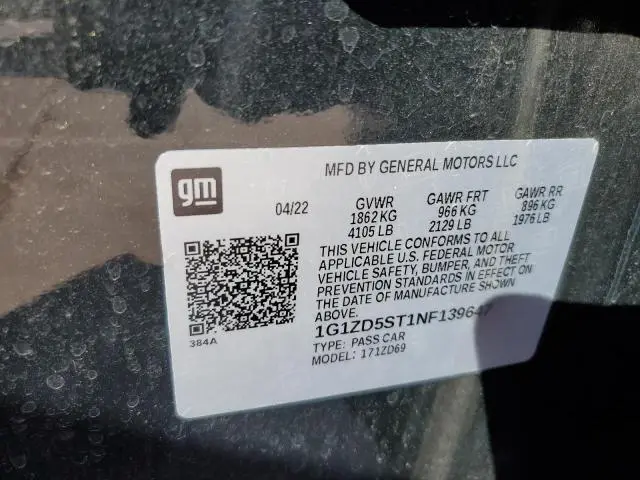 MFD BY GENERAL MOTORS LLC
gm
04/22
GVWR
1862 KG
4105 LB
GAWR FRT
966 KG
2129 LB
GAWR RR
896 KG
1976 LB
THIS VEHICLE CONFORMS TO ALL
APPLICABLE U.S. FEDERAL MOTOR
VEHICLE SAFETY, BUMPER, AND THEFT
PREVENTION STANDARDS IN EFFECT ON
THE DATE OF MANUFACTURE SHOWN
ABOVE.
1G1ZD5ST1NF139647
TYPE: PASS CAR
MODEL: 171ZD69
384A